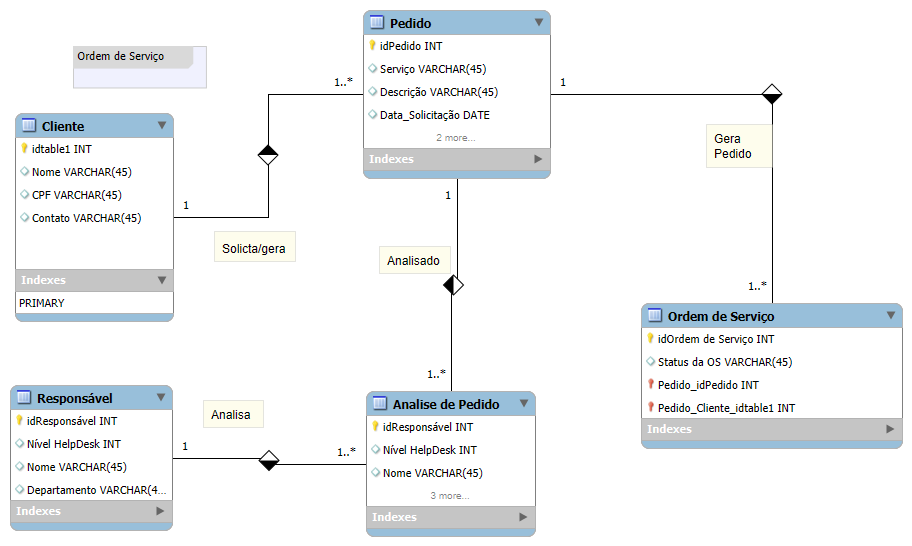 Ordem de Serviço
Pedido
idPedido INT
Serviço VARCHAR(45)
Descrição VARCHAR(45)
Data_Solicitação DATE
2 more...
Indexes
Cliente
idtable1 INT
Nome VARCHAR(45)
CPF VARCHAR(45)
Contato VARCHAR(45)
Indexes
PRIMARY
1..*
1
Solicta/gera
1
Gera
Pedido
1..*
1
Analisado
1..*
Ordem de Serviço
idOrdem de Serviço INT
Status da OS VARCHAR(45)
Pedido_idPedido INT
Pedido_Cliente_idtable1 INT
Indexes
Responsável
idResponsável INT
Nível HelpDesk INT
Nome VARCHAR(45)
Departamento VARCHAR(4...
Indexes
Analisa
1
1..*
Analise de Pedido
idResponsável INT
Nível HelpDesk INT
Nome VARCHAR(45)
3 more...
Indexes